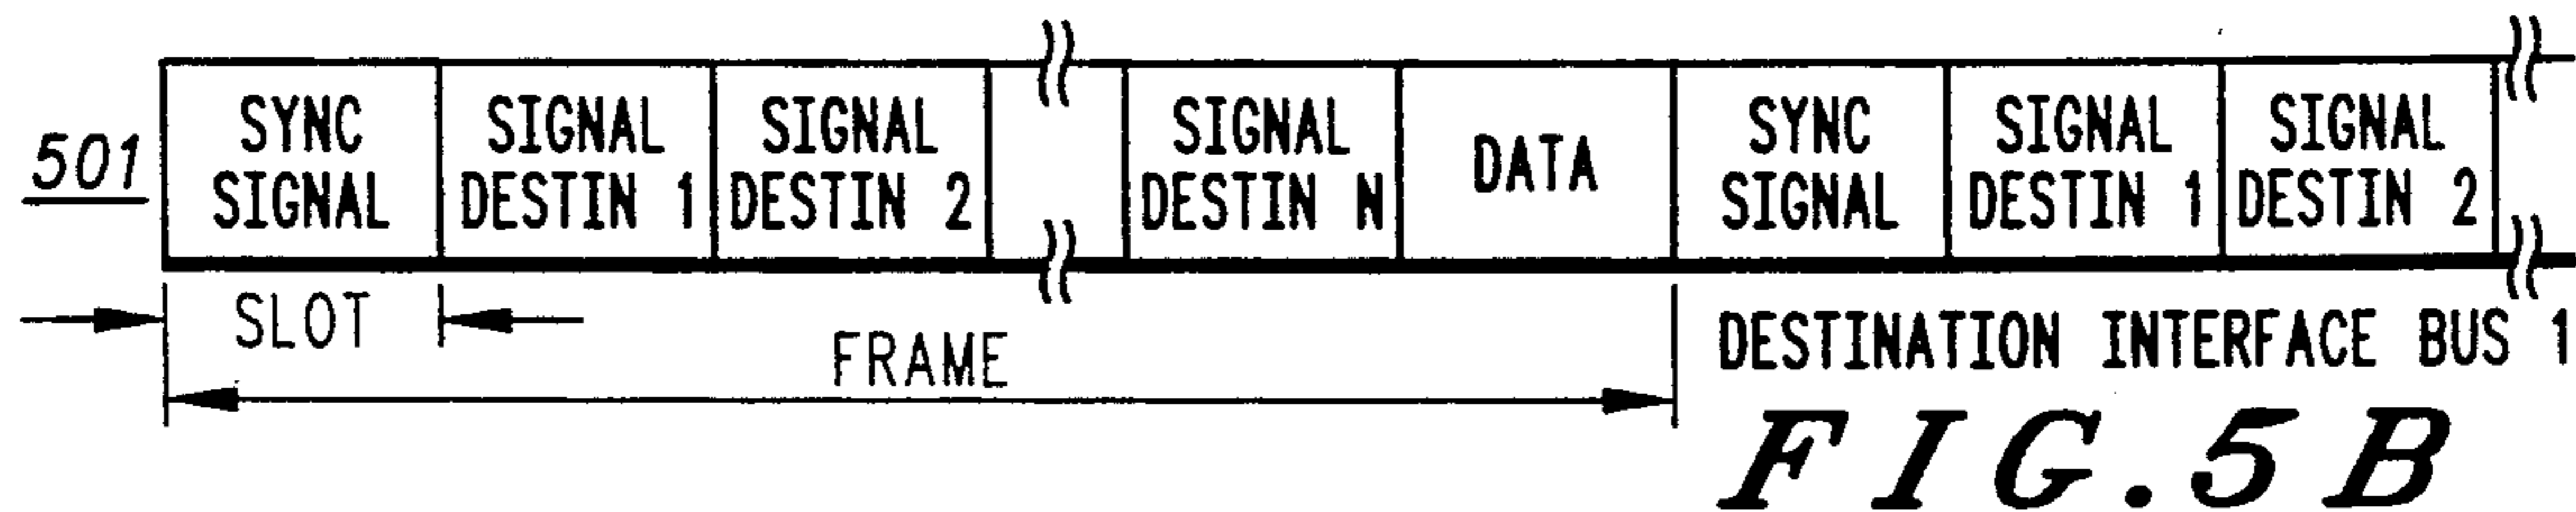 501
SYNC
SIGNAL
SIGNAL
DESTIN 1
SIGNAL
DESTIN 2
SIGNAL
DESTIN N
DATA
SYNC
SIGNAL
SIGNAL
DESTIN 1
SIGNAL
DESTIN 2
SLOT
FRAME
DESTINATION INTERFACE BUS 1
FIG.5B